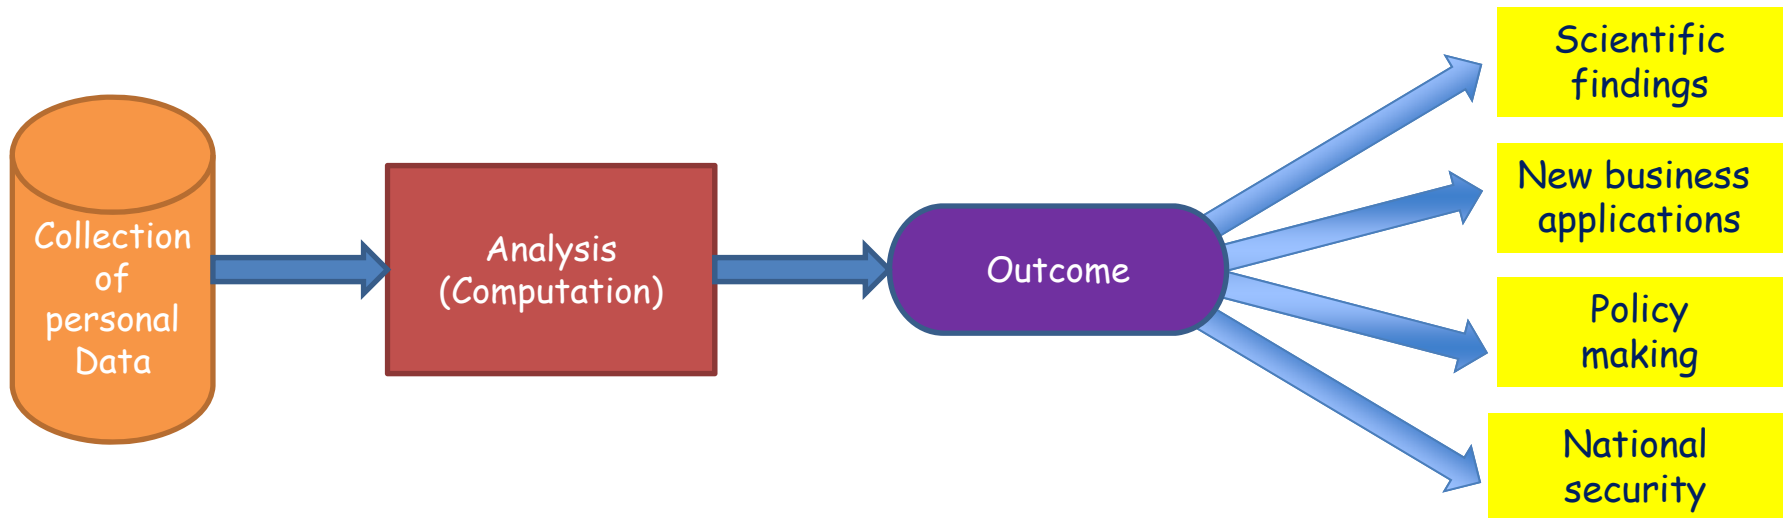 Collection
of
personal
Data
Analysis
(Computation)
Outcome
Scientific
findings
New business
applications
Policy
making
National
security